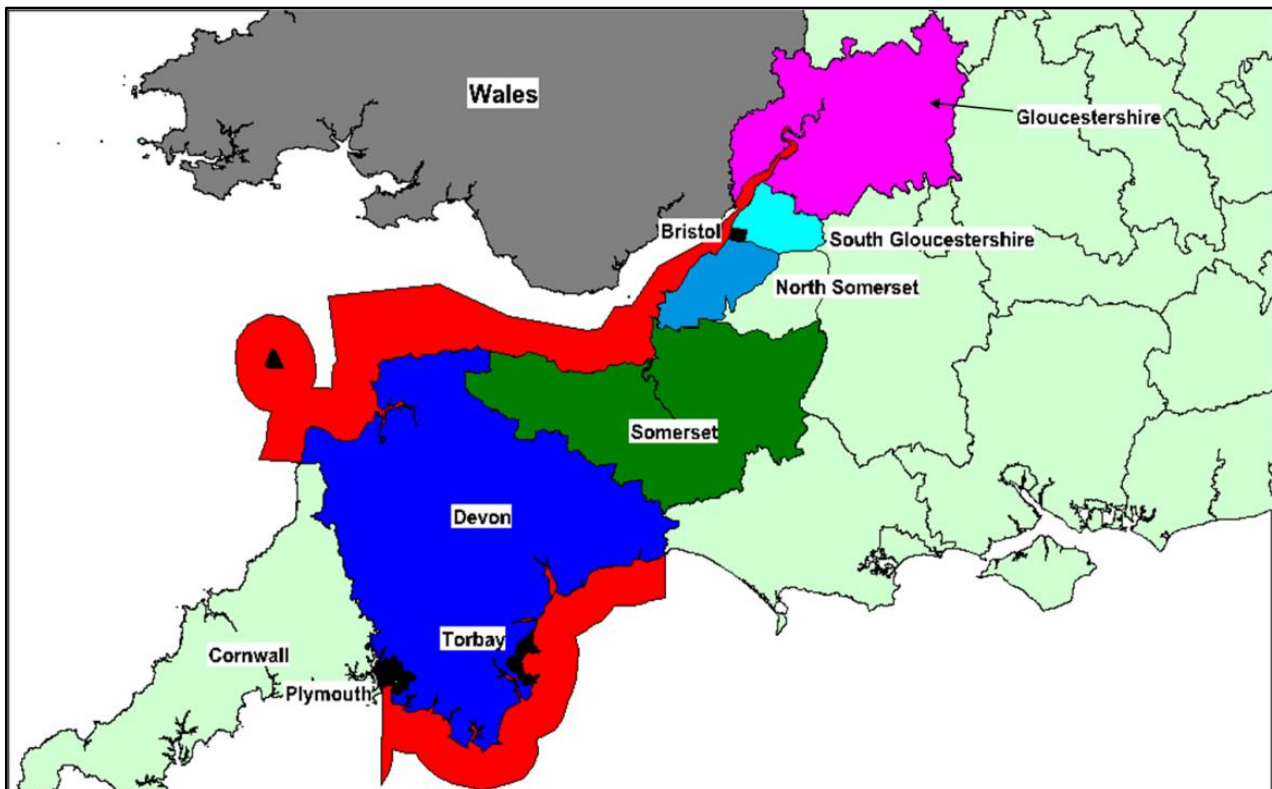 Wales
Gloucestershire
Bristol
South Gloucestershire
North Somerset
Somerset
Devon
Torbay
Cornwall
Plymouth